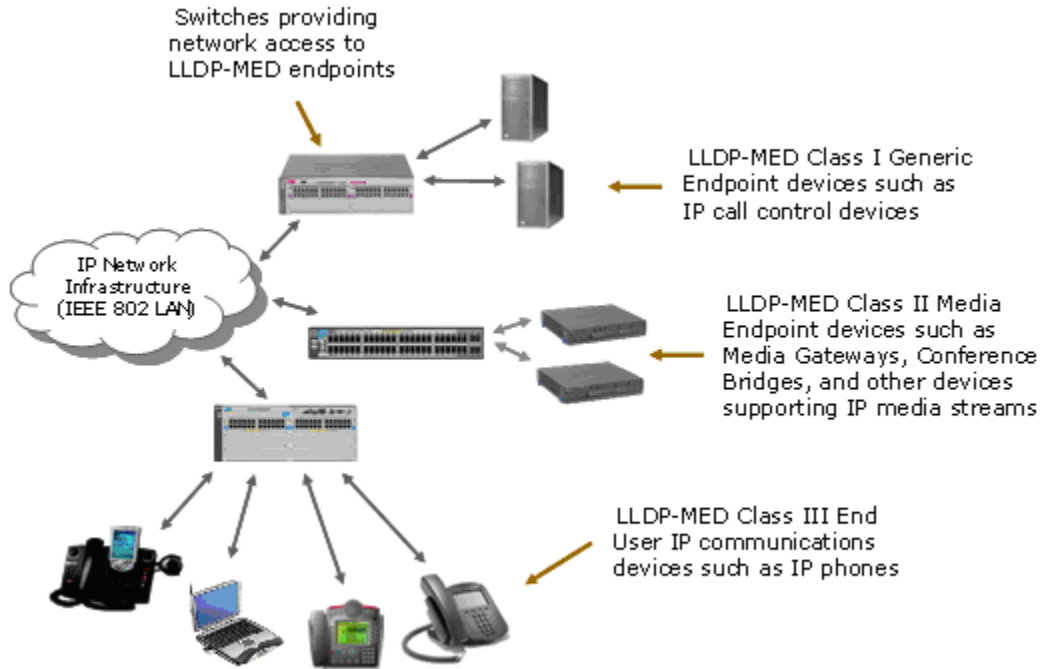 Switches providing
network access to
LLDP-MED endpoints
LLDP-MED Class I Generic
Endpoint devices such as
IP call control devices
IP Network
Infrastructure
(IEEE 802 LAN)
LLDP-MED Class II Media
Endpoint devices such as
Media Gateways, Conference
Bridges, and other devices
supporting IP media streams
LLDP-MED Class III End
User IP communications
devices such as IP phones